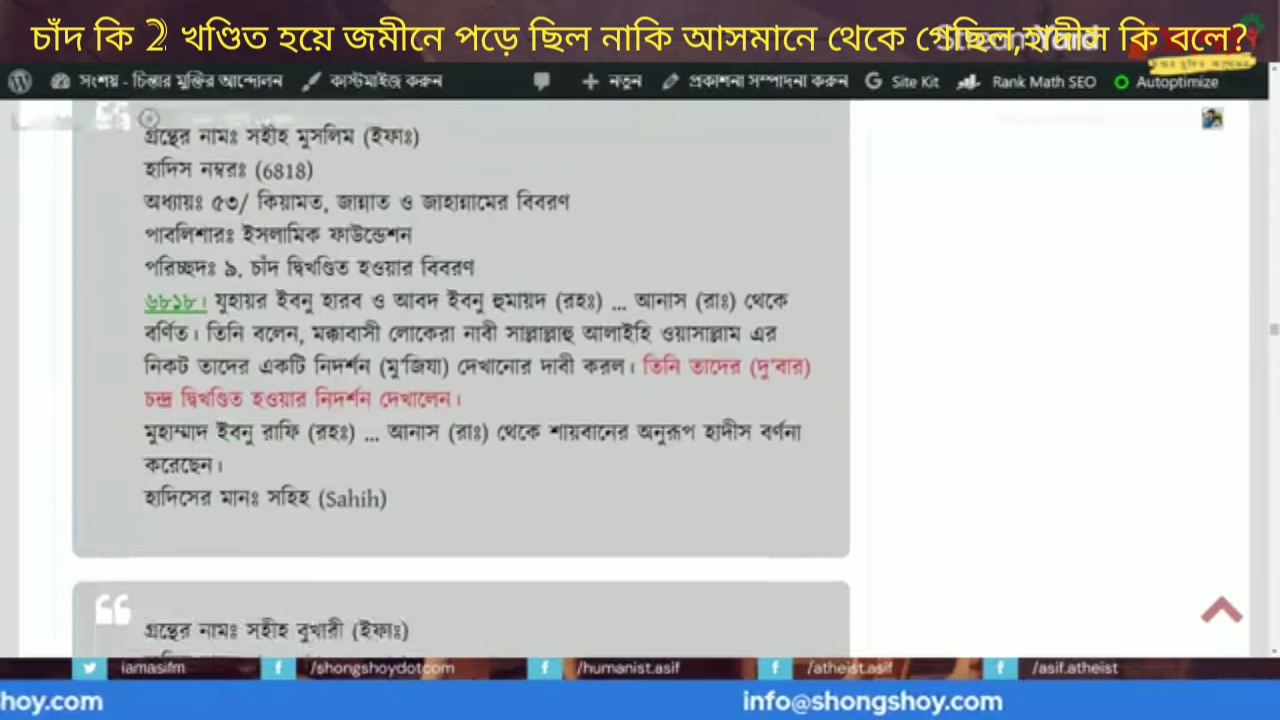 চাঁদ কি 2 খণ্ডিত হয়ে জমীনে পড়ে ছিল নাকি আসমানে থেকে গেছিল,হাদীস কি বলে?
সংশয় - চিন্তার মুক্তির আন্দোলন কাস্টমাইজ করুন নতুন প্রকাশনা সম্পাদনা করুন Site Kit Rank Math SEO Autoptimize
গ্রন্থের নামঃ সহীহ মুসলিম (ইফাঃ)
হাদিস নম্বরঃ (6818)
অধ্যায়ঃ ৫৩/ কিয়ামত, জান্নাত ও জাহান্নামের বিবরণ
পাবলিশারঃ ইসলামিক ফাউন্ডেশন
পরিচ্ছদঃ ৯. চাঁদ দ্বিখণ্ডিত হওয়ার বিবরণ
৬৮১৮। যুহায়র ইবনু হারব ও আবদ ইবনু হুমায়দ (রহঃ) ... আনাস (রাঃ) থেকে
বর্ণিত। তিনি বলেন, মক্কাবাসী লোকেরা নাবী সাল্লাল্লাহু আলাইহি ওয়াসাল্লাম এর
নিকট তাদের একটি নিদর্শন (মু'জিযা) দেখানোর দাবী করল। তিনি তাদের (দু'বার)
চন্দ্র দ্বিখণ্ডিত হওয়ার নিদর্শন দেখালেন।
মুহাম্মাদ ইবনু রাফি (রহঃ) ... আনাস (রাঃ) থেকে শায়বানের অনুরূপ হাদীস বর্ণনা
করেছেন।
হাদিসের মানঃ সহিহ (Sahih)
গ্রন্থের নামঃ সহীহ বুখারী (ইফাঃ)
iamasifm /shongshoydotcom /humanist.asif /atheist.asif /asif.atheist
hoy.com info@shongshoy.com